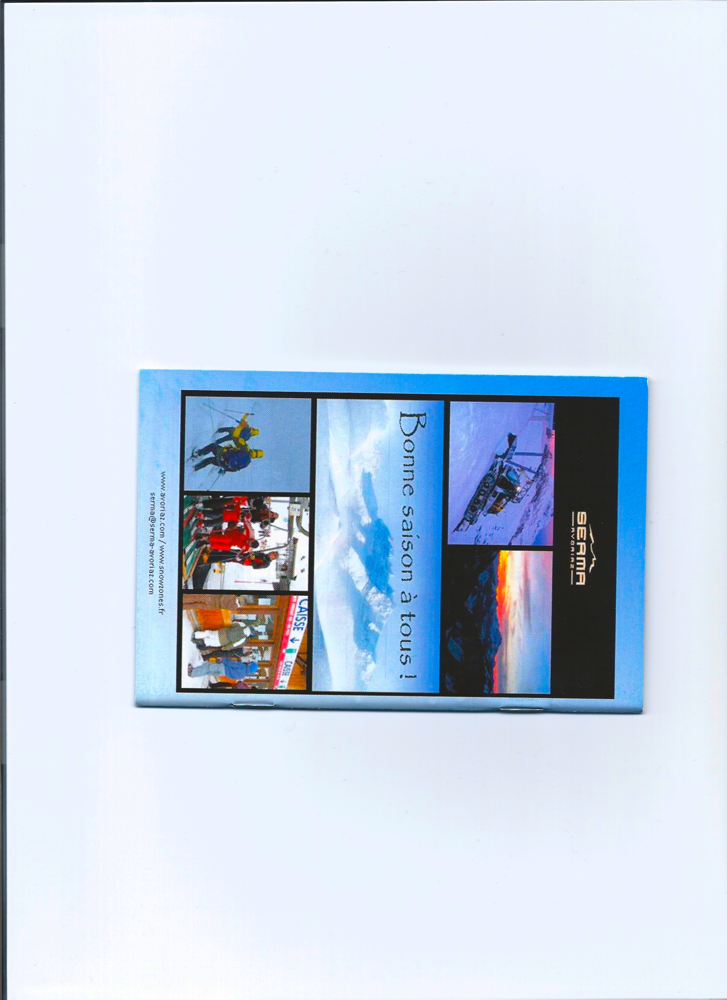 SERMA
AVORIAZ
Bonne saison à tous !
CAISSE
CAISSE
www.avoriaz.com / www.snowzones.fr
serma@serma-avoriaz.com